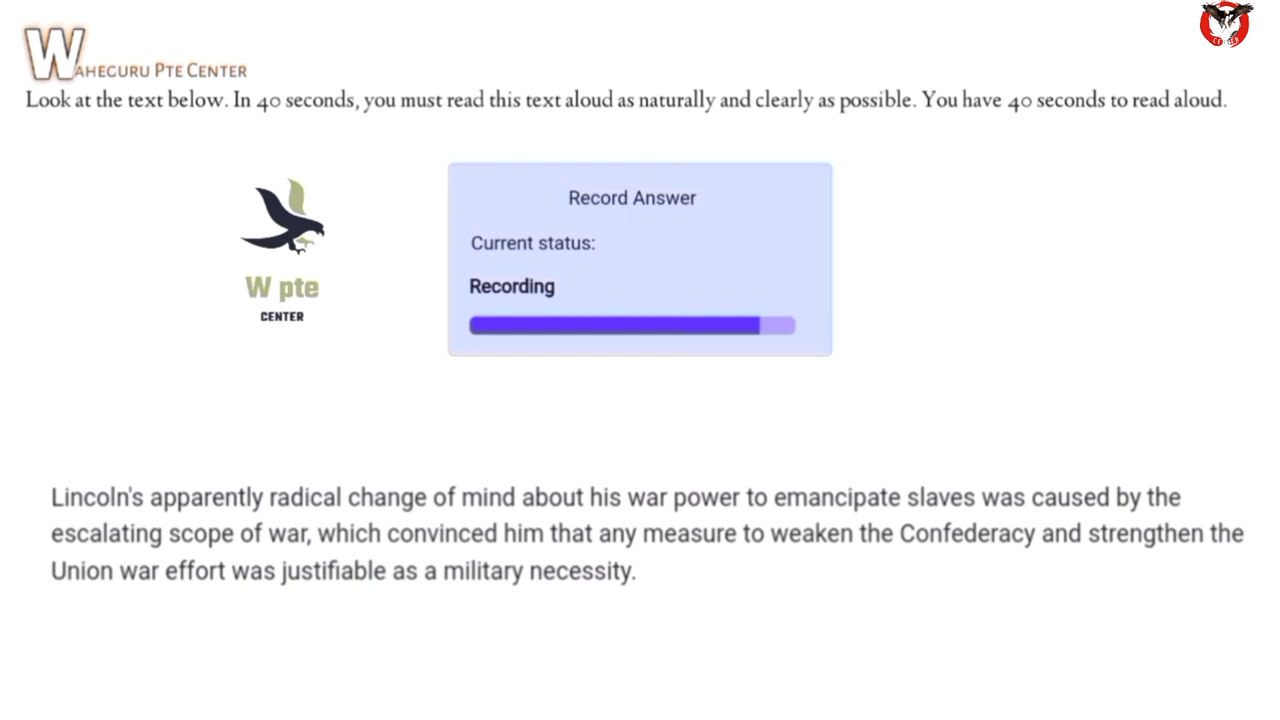 WAHEGURU PTE CENTER
Look at the text below. In 40 seconds, you must read this text aloud as naturally and clearly as possible. You have 40 seconds to read aloud.
Record Answer
Current status:
Recording
W pte
CENTER
Lincoln's apparently radical change of mind about his war power to emancipate slaves was caused by the
escalating scope of war, which convinced him that any measure to weaken the Confederacy and strengthen the
Union war effort was justifiable as a military necessity.